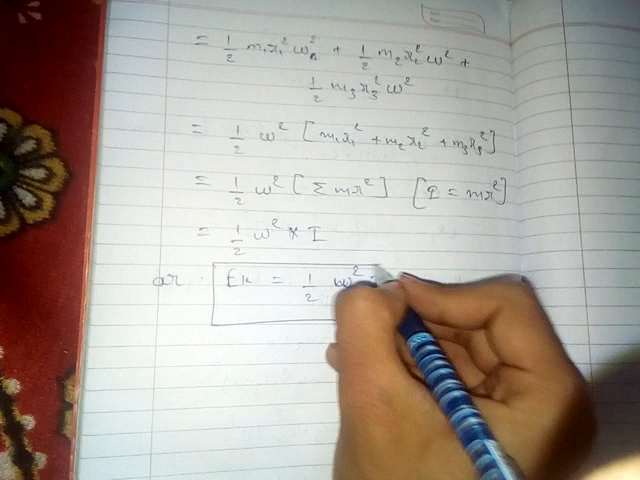 = 1/2 m₁r₁² ω² + 1/2 m₂r₂² ω² +
1/2 m₃r₃² ω²
= 1/2 ω² [m₁r₁² + m₂r₂² + m₃r₃²]
= 1/2 ω² [Σ mr²] [I = mr²]
= 1/2 ω² × I
or Ek = 1/2 ω²